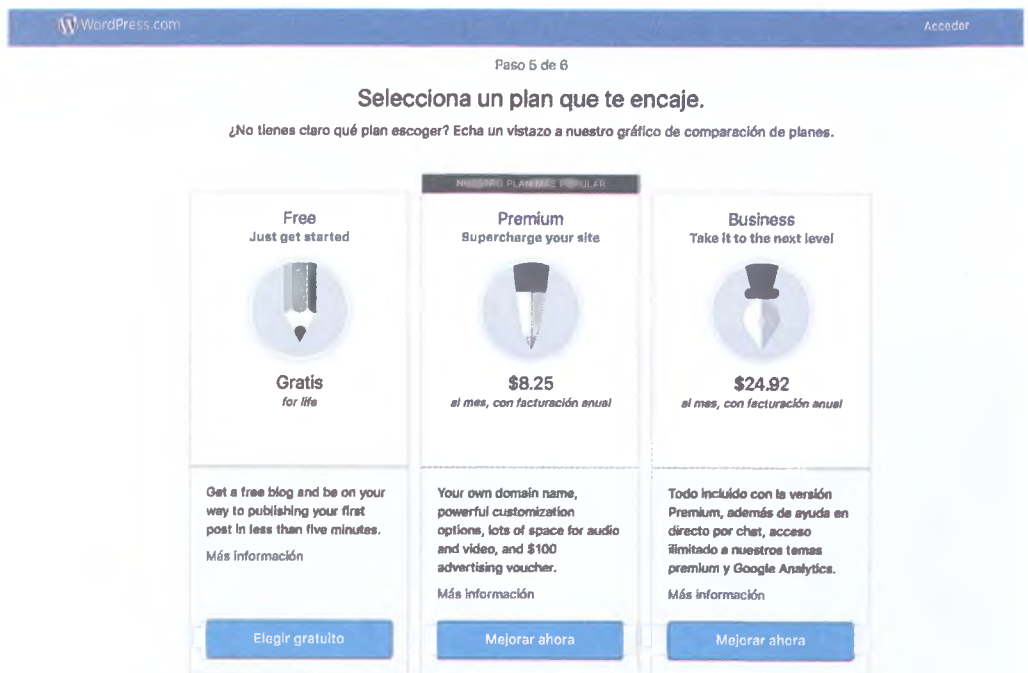 WordPress.com
Acceder
Paso 5 de 6
Selecciona un plan que te encaje.
¿No tienes claro qué plan escoger? Echa un vistazo a nuestro gráfico de comparación de planes.
NUESTRO PLAN MÁS POPULAR
Free
Just get started
Gratis
for life
Get a free blog and be on your
way to publishing your first
post in less than five minutes.
Más información
Elegir gratuito
Premium
Supercharge your site
$8.25
al mes, con facturación anual
Your own domain name,
powerful customization
options, lots of space for audio
and video, and $100
advertising voucher.
Más información
Mejorar ahora
Business
Take it to the next level
$24.92
al mes, con facturación anual
Todo incluido con la versión
Premium, además de ayuda en
directo por chat, acceso
ilimitado a nuestros temas
premium y Google Analytics.
Más información
Mejorar ahora